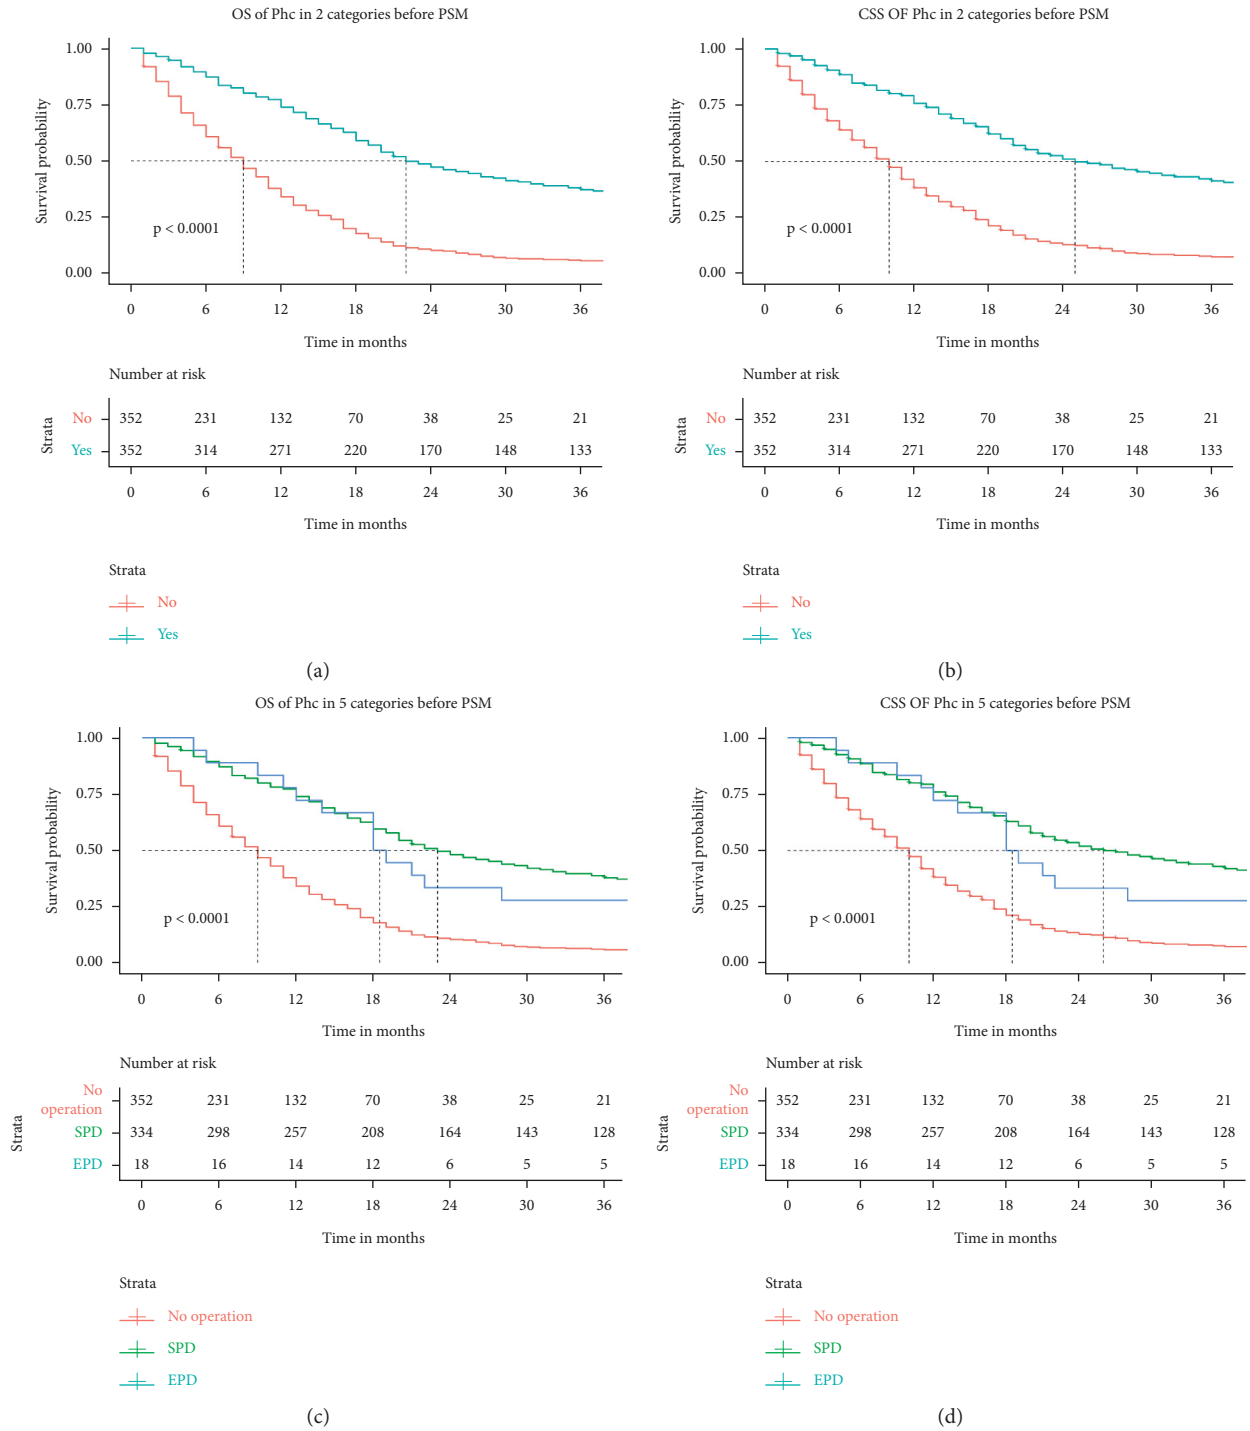 OS of Phc in 2 categories before PSM
1.00
0.75
0.50
0.25
0.00
Survival probability
p < 0.0001
0 6 12 18 24 30 36
Time in months
Number at risk
Strata
No 352 231 132 70 38 25 21
Yes 352 314 271 220 170 148 133
0 6 12 18 24 30 36
Time in months
Strata
No
Yes
(a)
CSS OF Phc in 2 categories before PSM
1.00
0.75
0.50
0.25
0.00
Survival probability
p < 0.0001
0 6 12 18 24 30 36
Time in months
Number at risk
Strata
No 352 231 132 70 38 25 21
Yes 352 314 271 220 170 148 133
0 6 12 18 24 30 36
Time in months
Strata
No
Yes
(b)
OS of Phc in 5 categories before PSM
1.00
0.75
0.50
0.25
0.00
Survival probability
p < 0.0001
0 6 12 18 24 30 36
Time in months
Number at risk
Strata
No
operation 352 231 132 70 38 25 21
SPD 334 298 257 208 164 143 128
EPD 18 16 14 12 6 5 5
0 6 12 18 24 30 36
Time in months
Strata
No operation
SPD
EPD
(c)
CSS OF Phc in 5 categories before PSM
1.00
0.75
0.50
0.25
0.00
Survival probability
p < 0.0001
0 6 12 18 24 30 36
Time in months
Number at risk
Strata
No
operation 352 231 132 70 38 25 21
SPD 334 298 257 208 164 143 128
EPD 18 16 14 12 6 5 5
0 6 12 18 24 30 36
Time in months
Strata
No operation
SPD
EPD
(d)